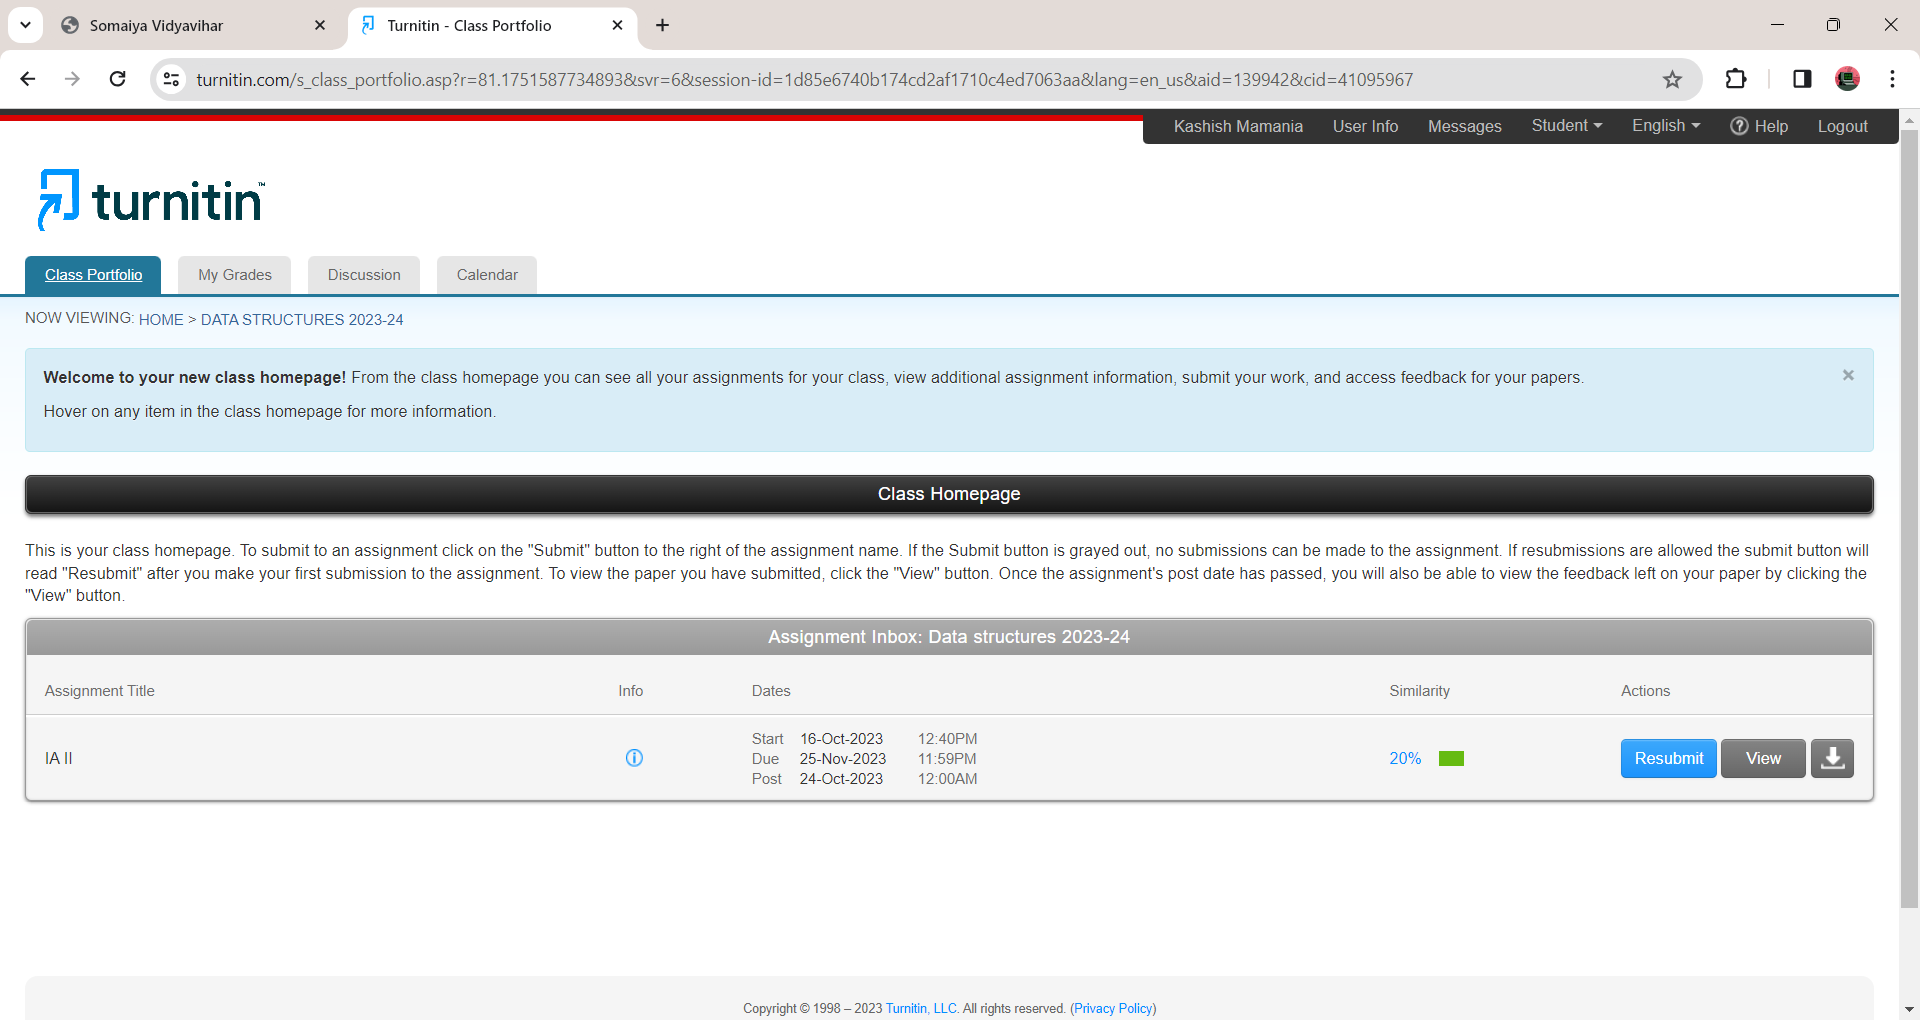 Somaiya Vidyavihar
Turnitin - Class Portfolio
turnitin.com/s_class_portfolio.asp?r=81.1751587734893&svr=6&session-id=1d85e6740b174cd2af1710c4ed7063aa&lang=en_us&aid=139942&cid=41095967
Kashish Mamania User Info Messages Student English Help Logout
turnitin™
Class Portfolio My Grades Discussion Calendar
NOW VIEWING: HOME > DATA STRUCTURES 2023-24
Welcome to your new class homepage! From the class homepage you can see all your assignments for your class, view additional assignment information, submit your work, and access feedback for your papers.
Hover on any item in the class homepage for more information.
Class Homepage
This is your class homepage. To submit to an assignment click on the "Submit" button to the right of the assignment name. If the Submit button is grayed out, no submissions can be made to the assignment. If resubmissions are allowed the submit button will
read "Resubmit" after you make your first submission to the assignment. To view the paper you have submitted, click the "View" button. Once the assignment's post date has passed, you will also be able to view the feedback left on your paper by clicking the
"View" button.
Assignment Inbox: Data structures 2023-24
Assignment Title Info Dates Similarity Actions
Start 16-Oct-2023 12:40PM
IA II Due 25-Nov-2023 11:59PM 20% Resubmit View
Post 24-Oct-2023 12:00AM
Copyright © 1998 – 2023 Turnitin, LLC. All rights reserved. (Privacy Policy)